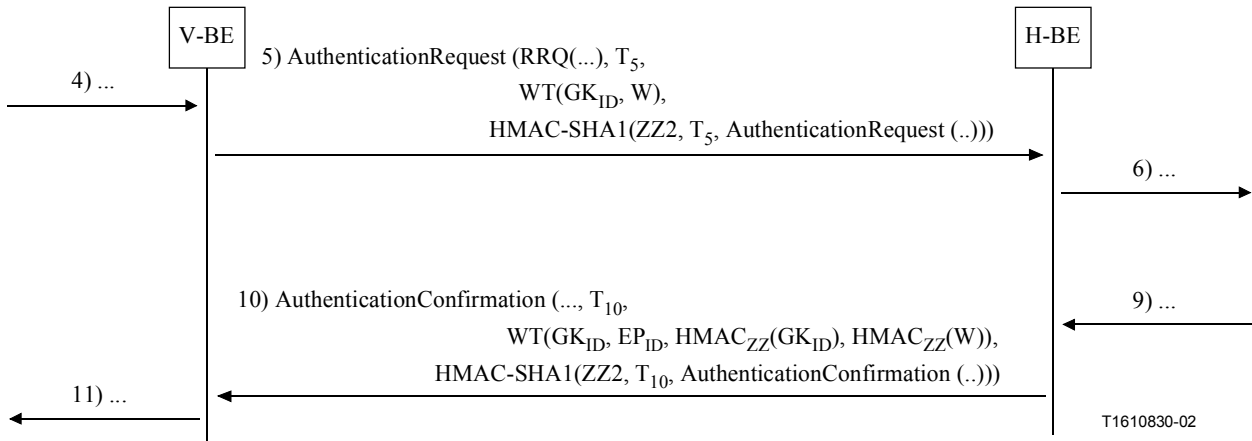 V-BE
H-BE
5) AuthenticationRequest (RRQ(...), T5,
4) ...
WT(GKID, W),
HMAC-SHA1(ZZ2, T5, AuthenticationRequest (..)))
6) ...
10) AuthenticationConfirmation (..., T10,
9) ...
WT(GKID, EPID, HMACZZ(GKID), HMACZZ(W)),
HMAC-SHA1(ZZ2, T10, AuthenticationConfirmation (..)))
11) ...
T1610830-02